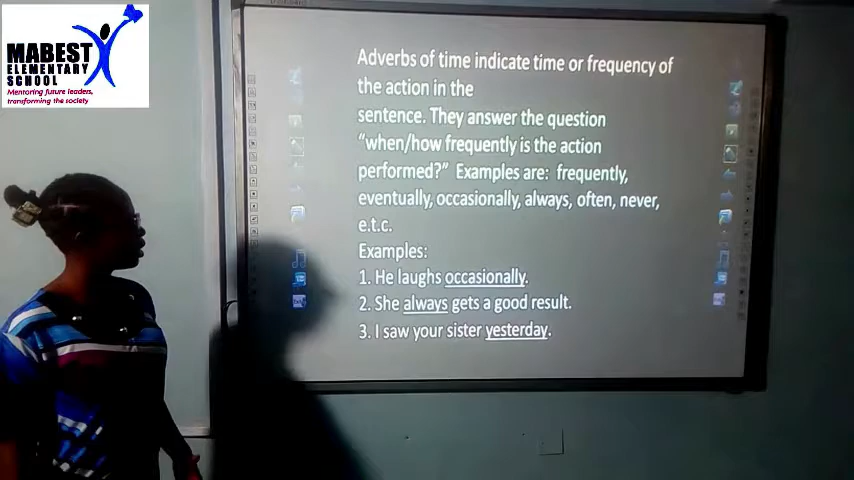 MABEST
ELEMENTARY
SCHOOL
Mentoring future leaders,
transforming the society
Adverbs of time indicate time or frequency of
the action in the
sentence. They answer the question
“when/how frequently is the action
performed?” Examples are: frequently,
eventually, occasionally, always, often, never,
e.t.c.
Examples:
1. He laughs occasionally.
2. She always gets a good result.
3. I saw your sister yesterday.